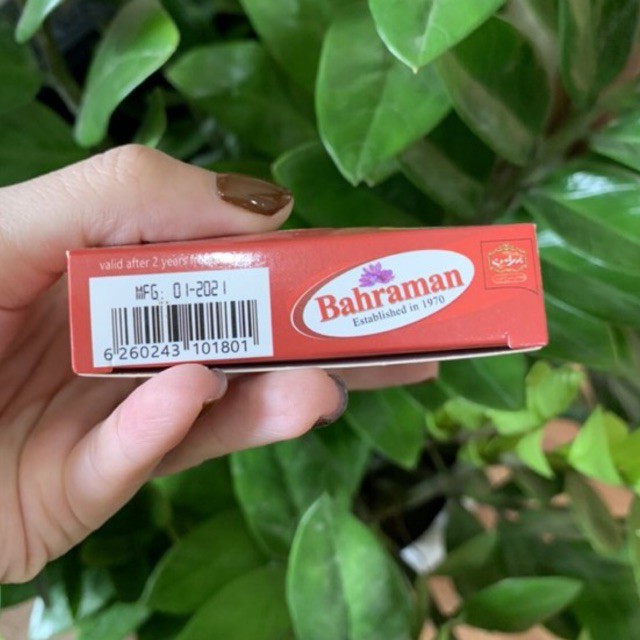 valid after 2 years
MFG: 01-2021
6 260243 101801
Bahraman
Established in 1970